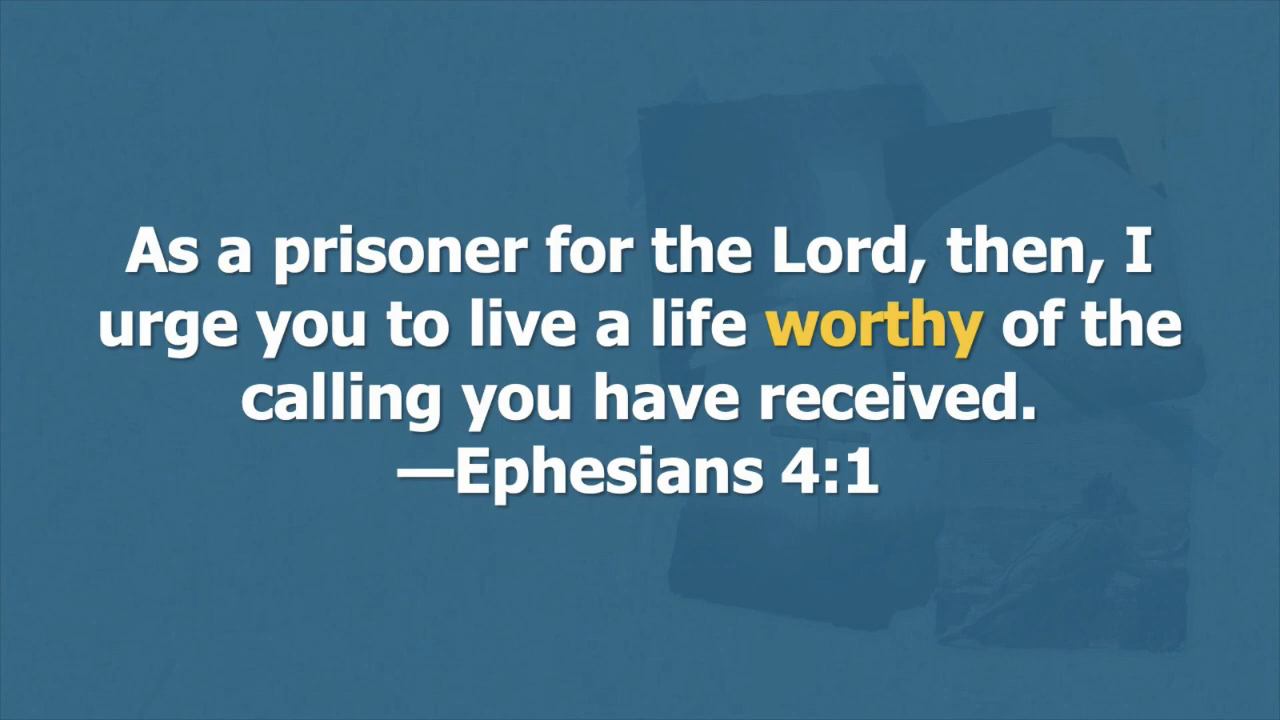 As a prisoner for the Lord, then, I
urge you to live a life worthy of the
calling you have received.
—Ephesians 4:1